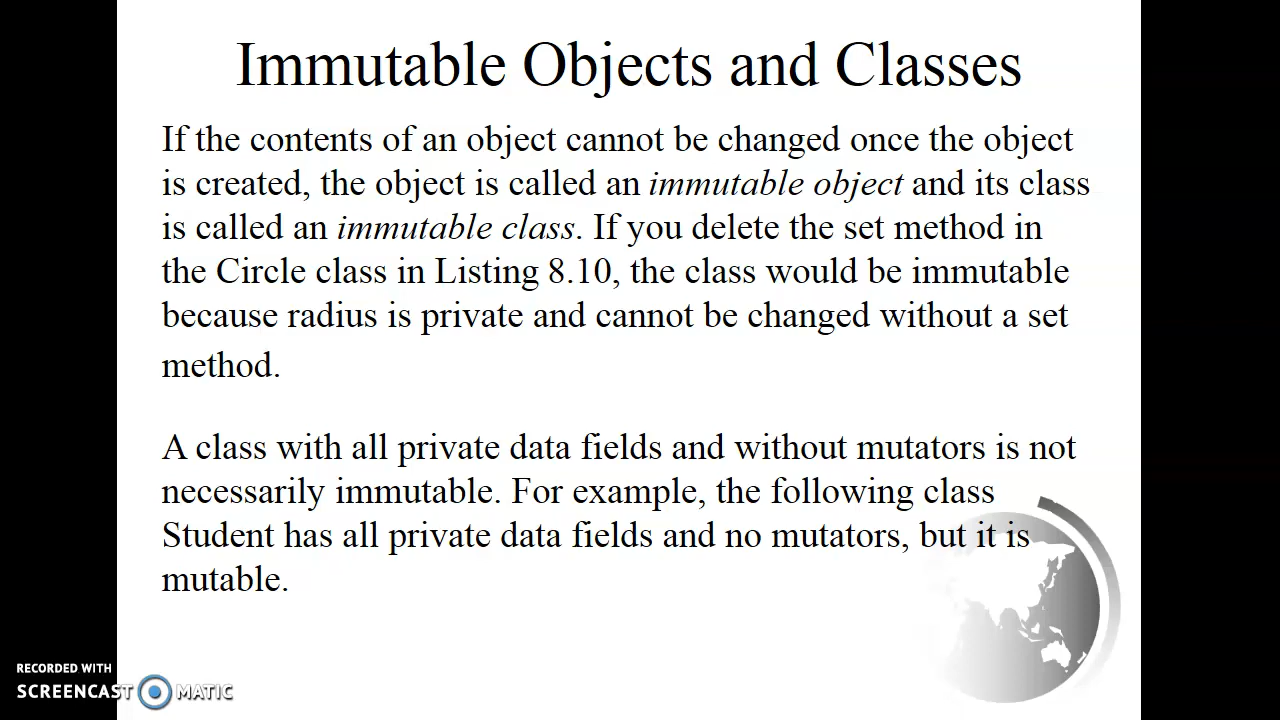 Immutable Objects and Classes
If the contents of an object cannot be changed once the object
is created, the object is called an immutable object and its class
is called an immutable class. If you delete the set method in
the Circle class in Listing 8.10, the class would be immutable
because radius is private and cannot be changed without a set
method.
A class with all private data fields and without mutators is not
necessarily immutable. For example, the following class
Student has all private data fields and no mutators, but it is
mutable.
RECORDED WITH
SCREENCAST MATIC